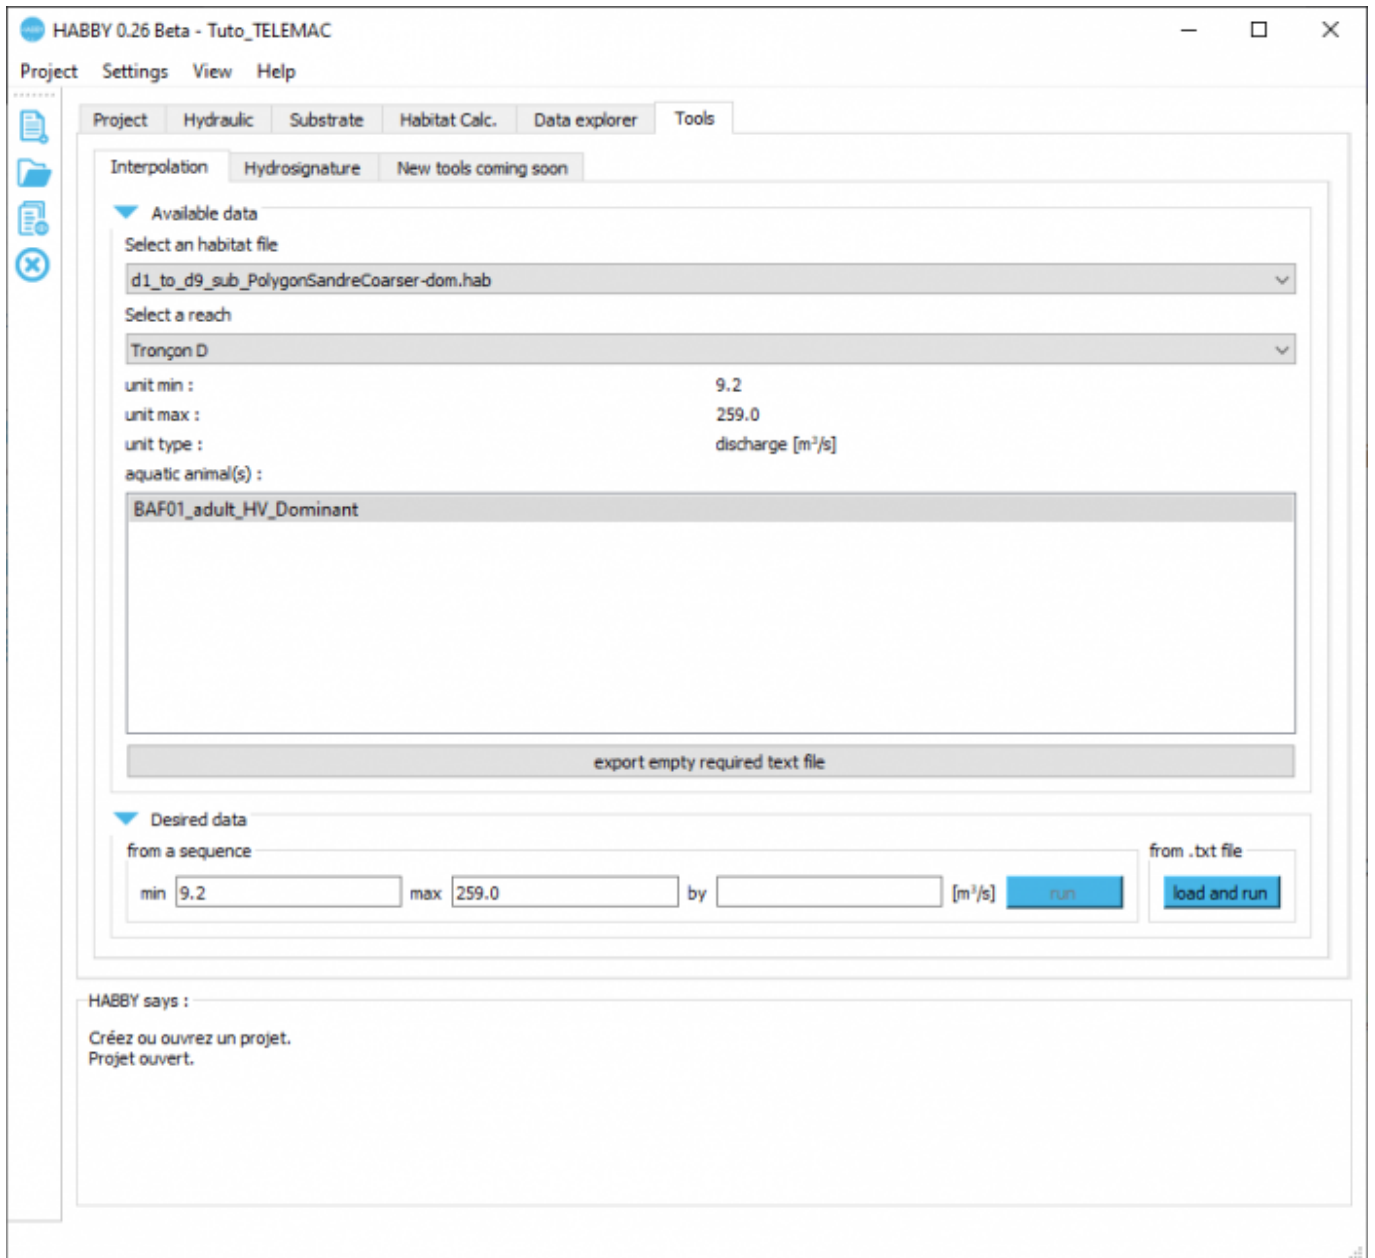 HABBY 0.26 Beta - Tuto_TELEMAC
Project Settings View Help
Project Hydraulic Substrate Habitat Calc. Data explorer Tools
Interpolation Hydrosignature New tools coming soon
Available data
Select an habitat file
d1_to_d9_sub_PolygonSandreCoarser-dom.hab
Select a reach
Tronçon D
unit min : 9.2
unit max : 259.0
unit type : discharge [m³/s]
aquatic animal(s) :
BAF01_adult_HV_Dominant
export empty required text file
Desired data
from a sequence from .txt file
min 9.2 max 259.0 by [m³/s] run load and run
HABBY says :
Créez ou ouvrez un projet.
Projet ouvert.